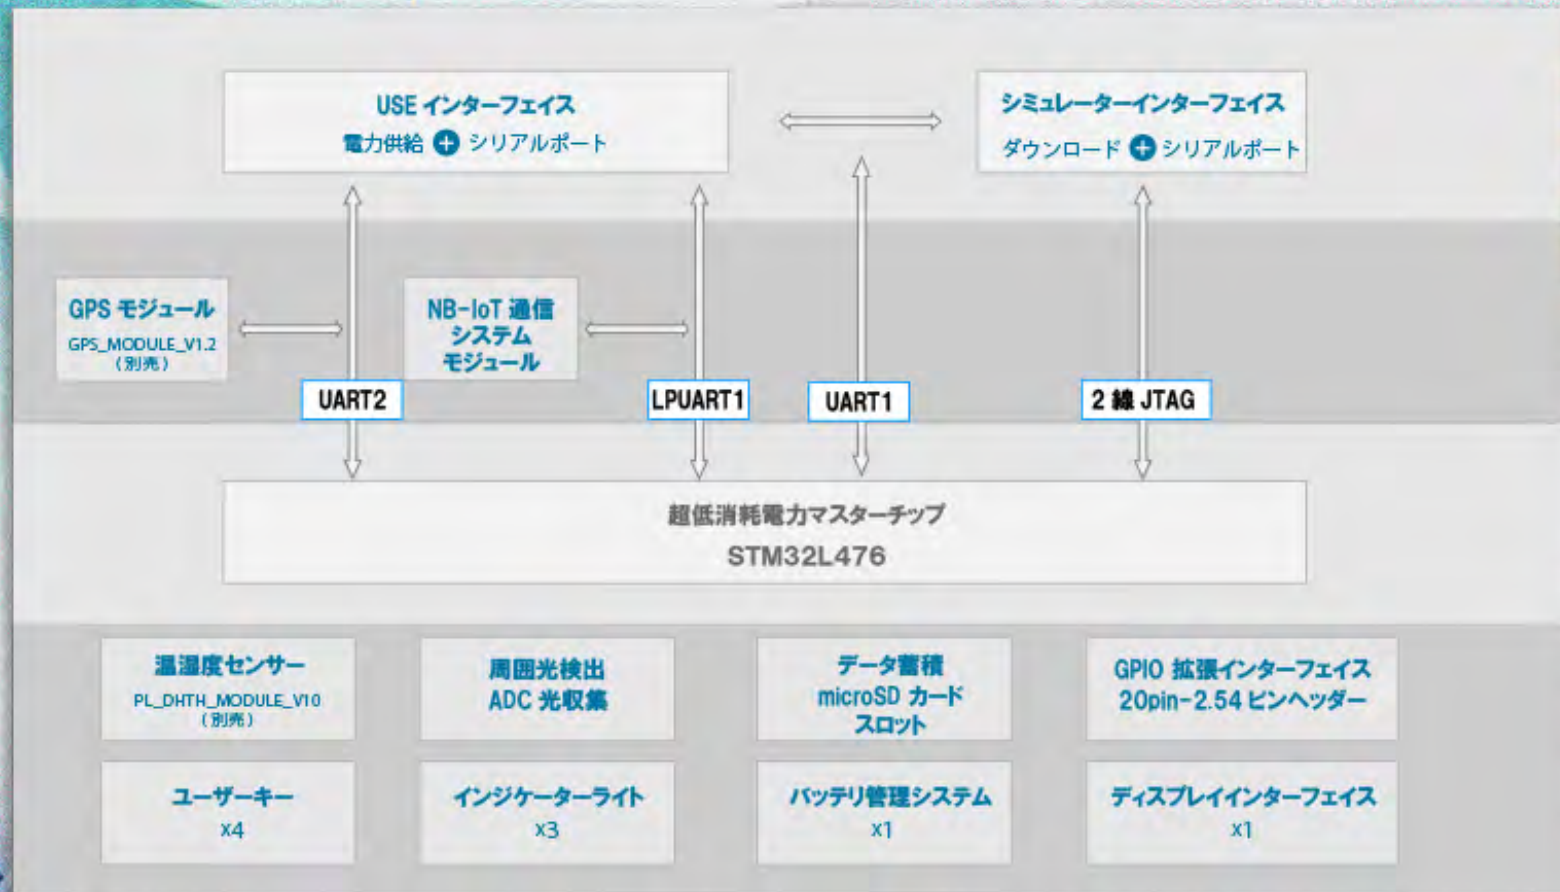 USE インターフェイス
電力供給 + シリアルポート
シミュレーターインターフェイス
ダウンロード + シリアルポート
GPS モジュール
GPS_MODULE_V1.2
(別売)
NB-IoT 通信
システム
モジュール
UART2
LPUART1
UART1
2 線 JTAG
超低消耗電力マスターチップ
STM32L476
温湿度センサー
PL_DHTH_MODULE_V10
(別売)
周囲光検出
ADC 光収集
データ蓄積
microSD カード
スロット
GPIO 拡張インターフェイス
20pin-2.54 ピンヘッダー
ユーザーキー
x4
インジケーターライト
x3
バッテリ管理システム
x1
ディスプレイインターフェイス
x1